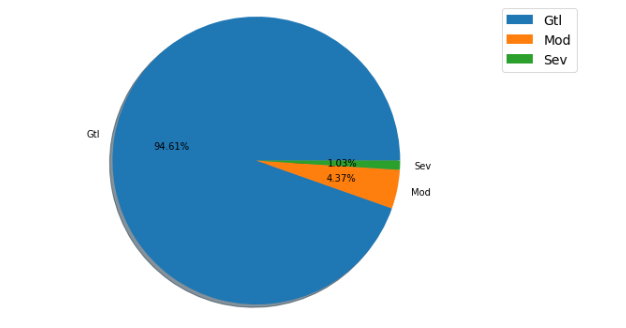 Gtl
Mod
Sev
Gtl
94.61%
1.03%
Sev
4.37%
Mod